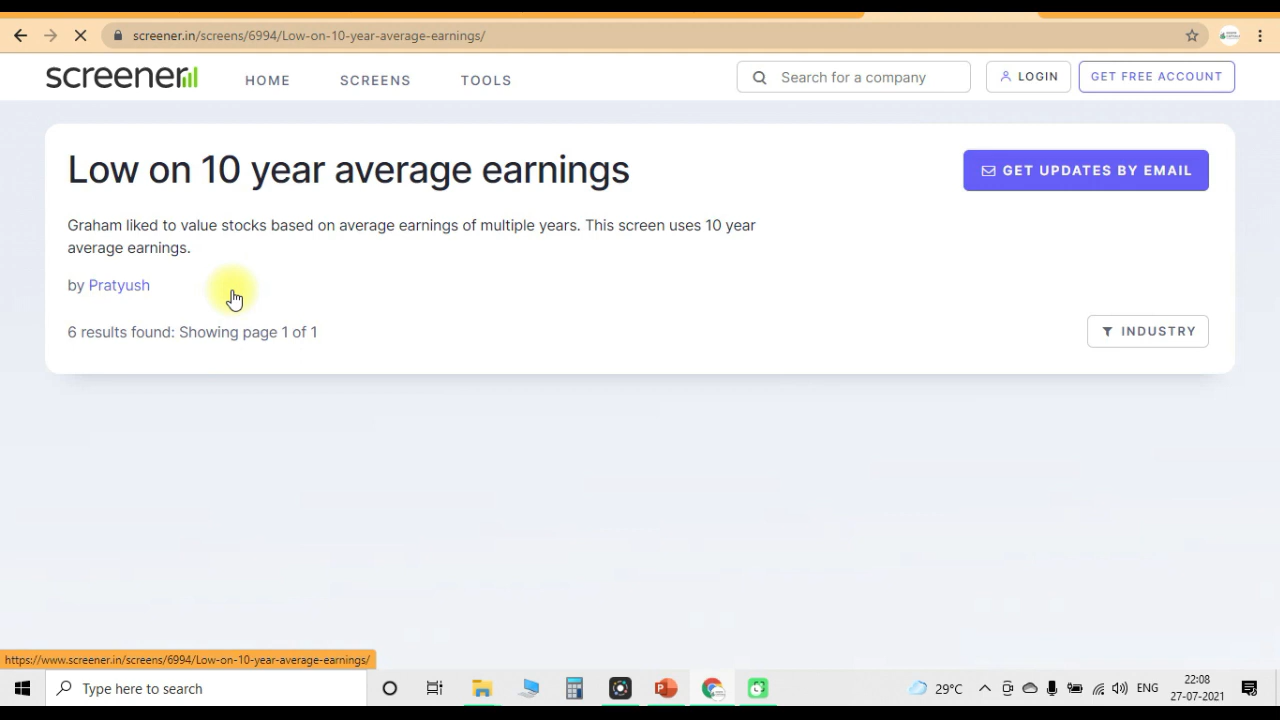 screener.in/screens/6994/Low-on-10-year-average-earnings/
screener
HOME
SCREENS
TOOLS
Search for a company
LOGIN
GET FREE ACCOUNT
Low on 10 year average earnings
GET UPDATES BY EMAIL
Graham liked to value stocks based on average earnings of multiple years. This screen uses 10 year
average earnings.
by Pratyush
6 results found: Showing page 1 of 1
INDUSTRY
https://www.screener.in/screens/6994/Low-on-10-year-average-earnings/
Type here to search
29°C
ENG
22:08
27-07-2021